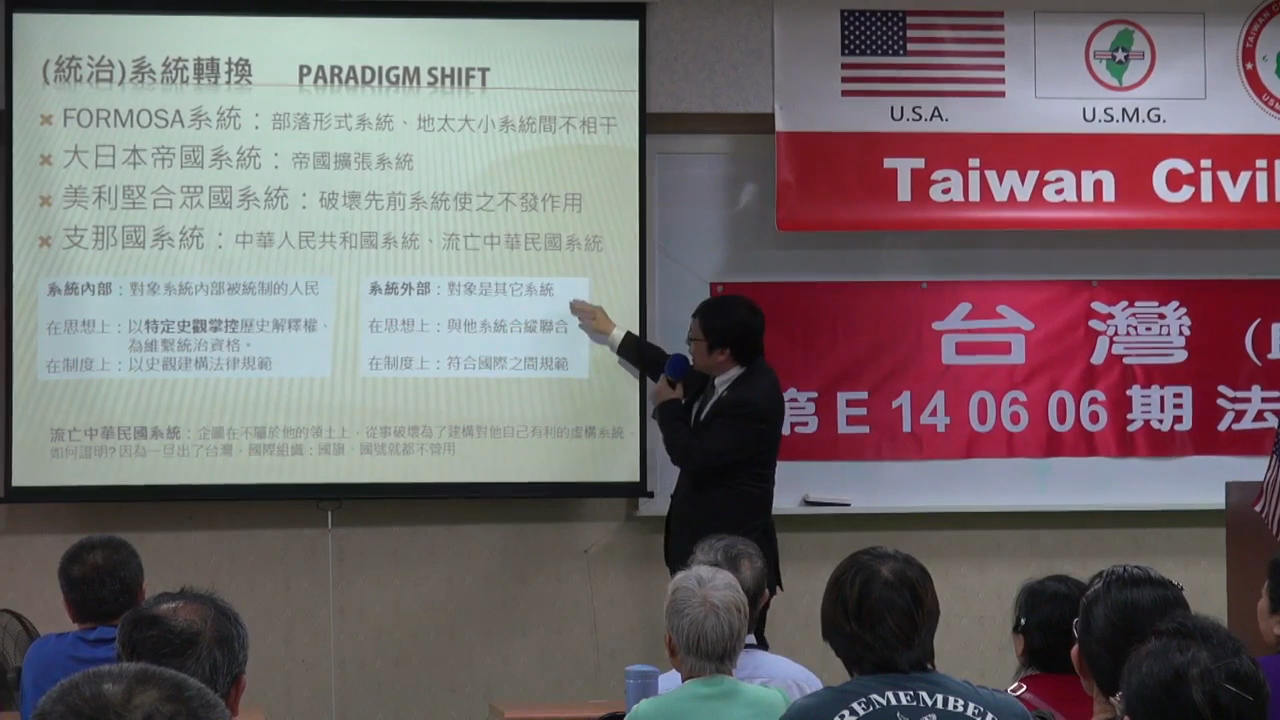 (統治)系統轉換 PARADIGM SHIFT
FORMOSA系統：部落形式系統、地太大小系統間不相干
大日本帝國系統：帝國擴張系統
美利堅合眾國系統：破壞先前系統使之不發作用
支那國系統：中華人民共和國系統、流亡中華民國系統
系統內部：對象系統內部被統制的人民
在思想上：以特定史觀掌控歷史解釋權、
為維繫統治資格。
在制度上：以史觀建構法律規範
系統外部：對象是其它系統
在思想上：與他系統合縱聯合
在制度上：符合國際之間規範
流亡中華民國系統：企圖在不屬於他的領土上，從事破壞為了建構對他自己有利的虛構系統。
如何證明?因為一旦出了台灣，國際組織：國旗、國號就都不管用
U.S.A.
U.S.M.G.
TAIWAN
Taiwan Civil
台灣(
第E 14 06 06 期 法
REMEMBER